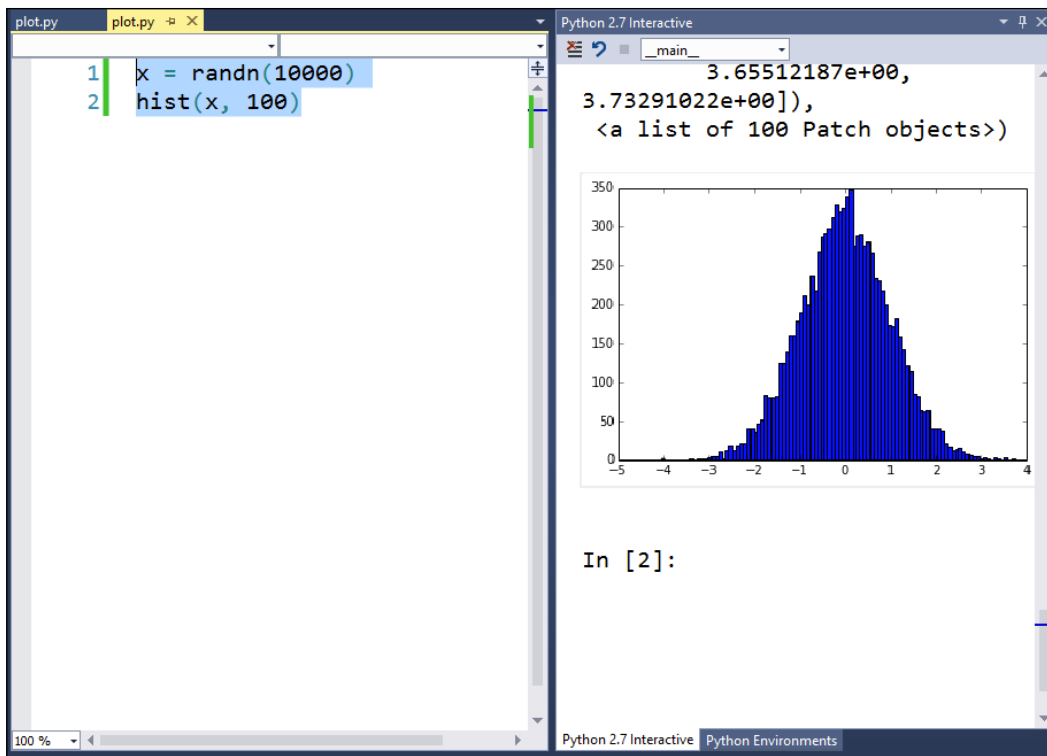 plot.py plot.py
1 x = randn(10000)
2 hist(x, 100)
100 %
Python 2.7 Interactive
__main__
3.65512187e+00,
3.73291022e+00]),
<a list of 100 Patch objects>)
350
300
250
200
150
100
50
0
−5 −4 −3 −2 −1 0 1 2 3 4
In [2]:
Python 2.7 Interactive Python Environments